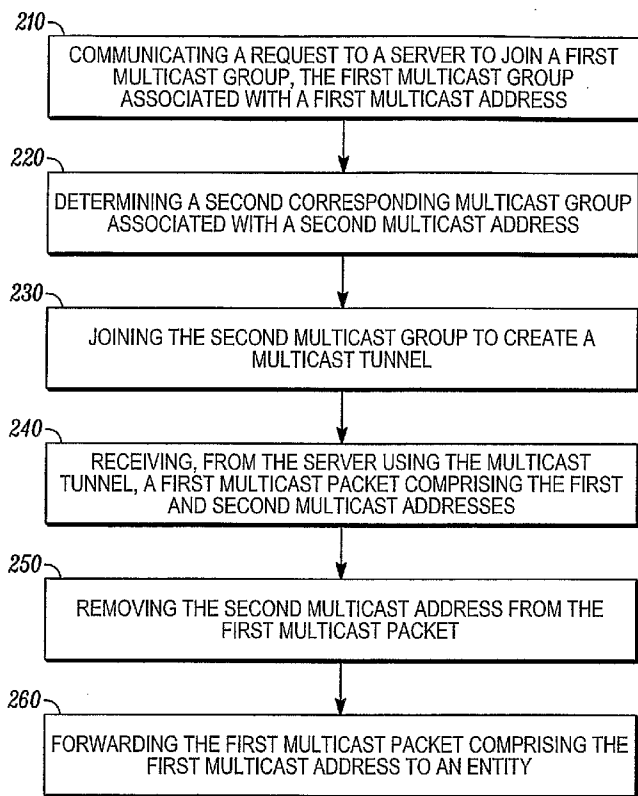 210
COMMUNICATING A REQUEST TO A SERVER TO JOIN A FIRST
MULTICAST GROUP, THE FIRST MULTICAST GROUP
ASSOCIATED WITH A FIRST MULTICAST ADDRESS
220
DETERMINING A SECOND CORRESPONDING MULTICAST GROUP
ASSOCIATED WITH A SECOND MULTICAST ADDRESS
230
JOINING THE SECOND MULTICAST GROUP TO CREATE A
MULTICAST TUNNEL
240
RECEIVING, FROM THE SERVER USING THE MULTICAST
TUNNEL, A FIRST MULTICAST PACKET COMPRISING THE FIRST
AND SECOND MULTICAST ADDRESSES
250
REMOVING THE SECOND MULTICAST ADDRESS FROM THE
FIRST MULTICAST PACKET
260
FORWARDING THE FIRST MULTICAST PACKET COMPRISING THE
FIRST MULTICAST ADDRESS TO AN ENTITY